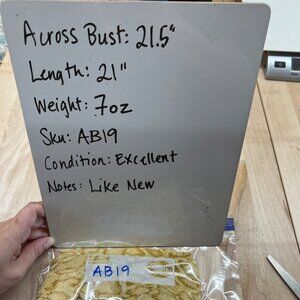 Across Bust: 21.5"
Length: 21"
Weight: 7oz
Sku: AB19
Condition: Excellent
Notes: Like New
AB19